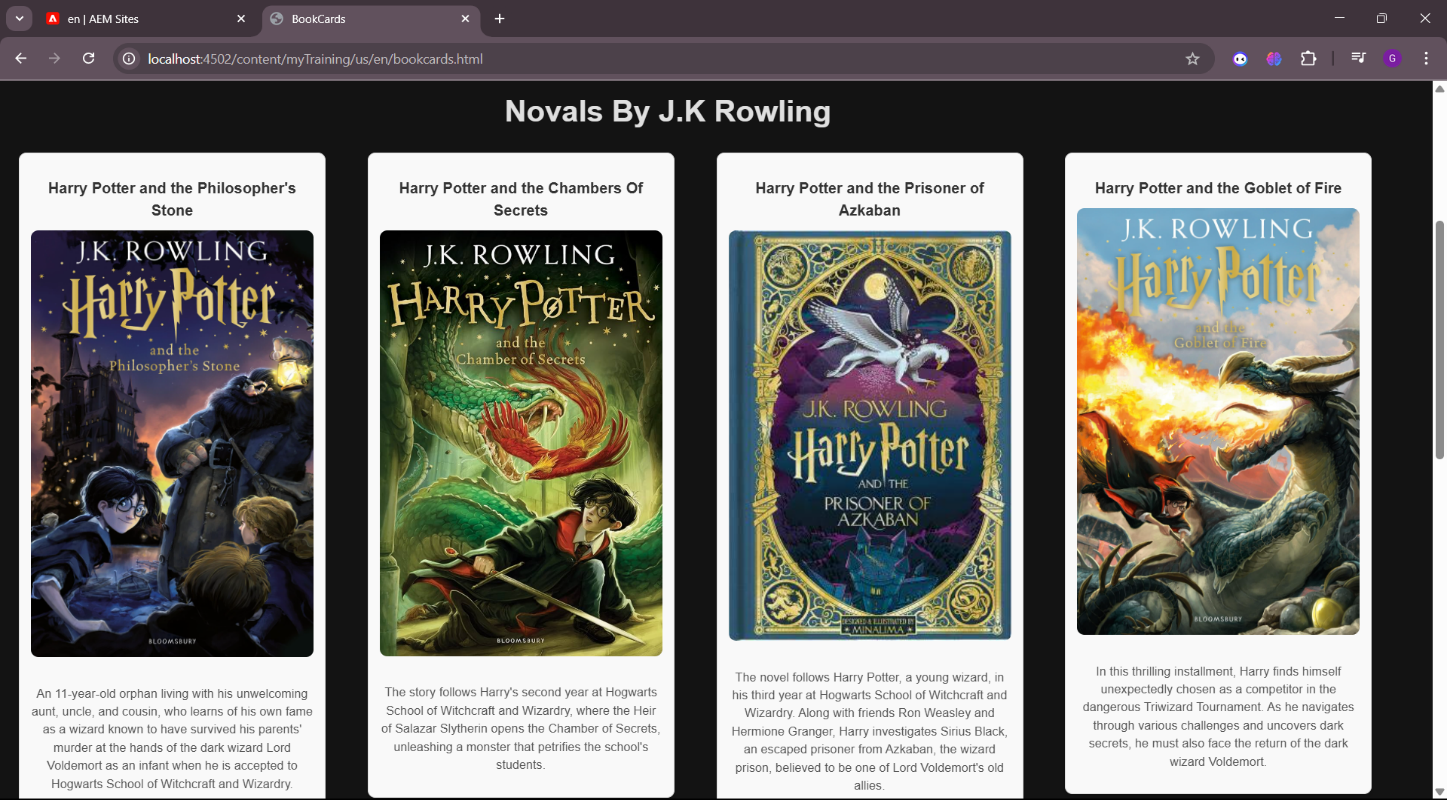 en | AEM Sites
BookCards
localhost:4502/content/myTraining/us/en/bookcards.html
G
Novals By J.K Rowling
Harry Potter and the Philosopher's
Stone
J.K. ROWLING
Harry Potter
and the
Philosopher's Stone
BLOOMSBURY
An 11-year-old orphan living with his unwelcoming
aunt, uncle, and cousin, who learns of his own fame
as a wizard known to have survived his parents'
murder at the hands of the dark wizard Lord
Voldemort as an infant when he is accepted to
Hogwarts School of Witchcraft and Wizardry.
Harry Potter and the Chambers Of
Secrets
J.K. ROWLING
HARRY POTTER
and the
Chamber of Secrets
BLOOMSBURY
The story follows Harry's second year at Hogwarts
School of Witchcraft and Wizardry, where the Heir
of Salazar Slytherin opens the Chamber of Secrets,
unleashing a monster that petrifies the school's
students.
Harry Potter and the Prisoner of
Azkaban
J.K. ROWLING
Harry Potter
AND THE
PRISONER OF
AZKABAN
DESIGNED & ILLUSTRATED BY
MINALIMA
The novel follows Harry Potter, a young wizard, in
his third year at Hogwarts School of Witchcraft and
Wizardry. Along with friends Ron Weasley and
Hermione Granger, Harry investigates Sirius Black,
an escaped prisoner from Azkaban, the wizard
prison, believed to be one of Lord Voldemort's old
allies.
Harry Potter and the Goblet of Fire
J.K. ROWLING
Harry Potter
and the
Goblet of Fire
BLOOMSBURY
In this thrilling installment, Harry finds himself
unexpectedly chosen as a competitor in the
dangerous Triwizard Tournament. As he navigates
through various challenges and uncovers dark
secrets, he must also face the return of the dark
wizard Voldemort.